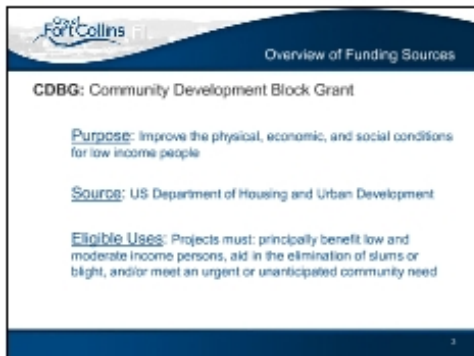 City of
Fort Collins
Overview of Funding Sources
CDBG: Community Development Block Grant
Purpose: Improve the physical, economic, and social conditions
for low income people
Source: US Department of Housing and Urban Development
Eligible Uses: Projects must: principally benefit low and
moderate income persons, aid in the elimination of slums or
blight, and/or meet an urgent or unanticipated community need
3